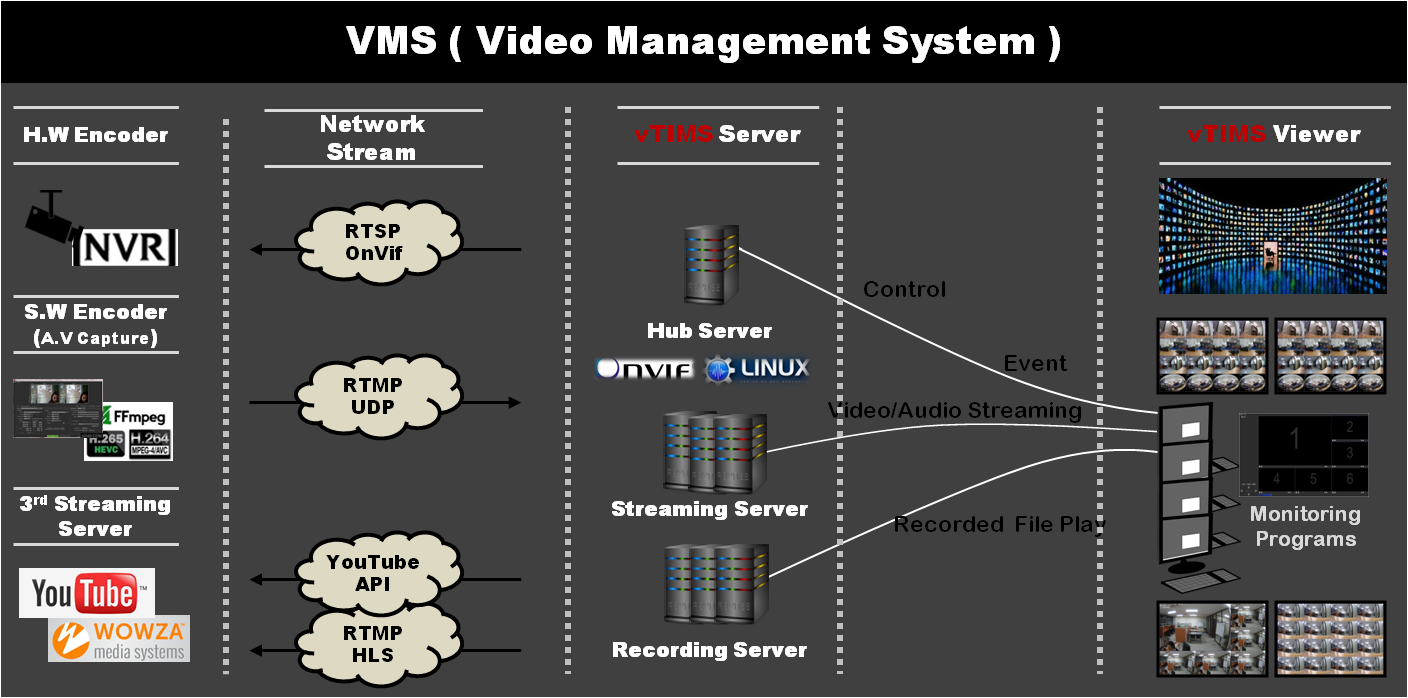 VMS ( Video Management System )
H.W Encoder
NVR
S.W Encoder
(A.V Capture)
FFmpeg
H.265
HEVC
H.264
MPEG-4/AVC
3rd Streaming
Server
YouTube™
WOWZA™
media systems
Network
Stream
RTSP
OnVif
RTMP
UDP
YouTube
API
RTMP
HLS
vTIMS Server
Hub Server
ONVIF
LINUX
Streaming Server
Recording Server
Control
Event
Video/Audio Streaming
Recorded File Play
vTIMS Viewer
1
2
3
4
5
6
Monitoring
Programs